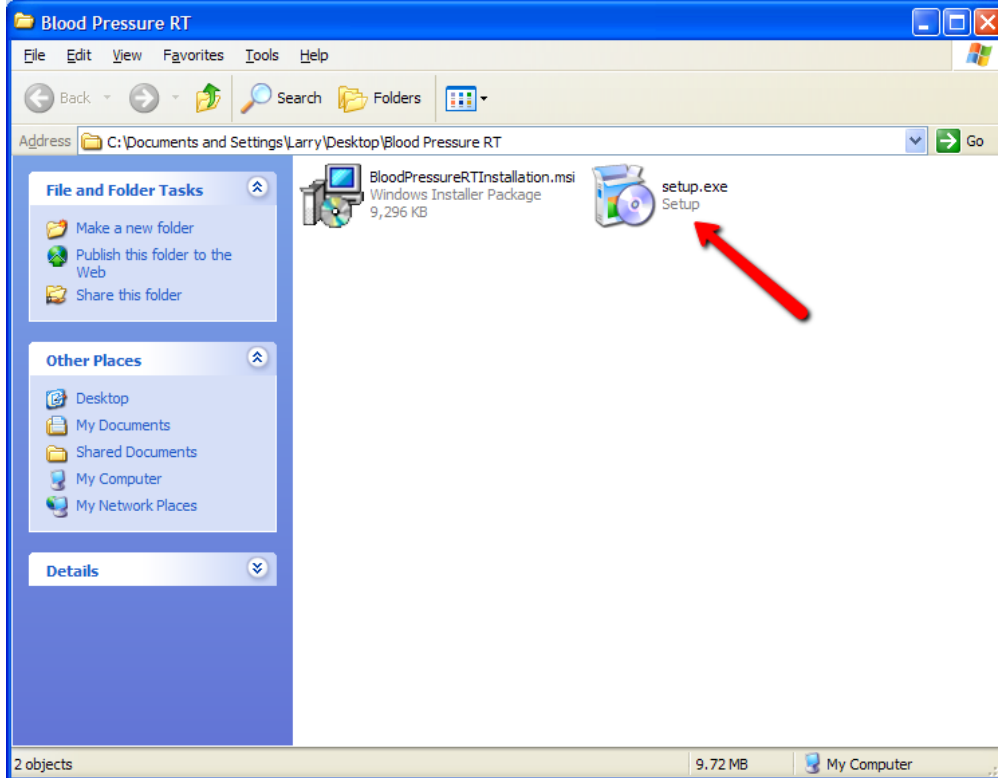 Blood Pressure RT
File Edit View Favorites Tools Help
Back Search Folders
Address C:\Documents and Settings\Larry\Desktop\Blood Pressure RT Go
File and Folder Tasks
Make a new folder
Publish this folder to the
Web
Share this folder
Other Places
Desktop
My Documents
Shared Documents
My Computer
My Network Places
Details
BloodPressureRTInstallation.msi
Windows Installer Package
9,296 KB
setup.exe
Setup
2 objects 9.72 MB My Computer